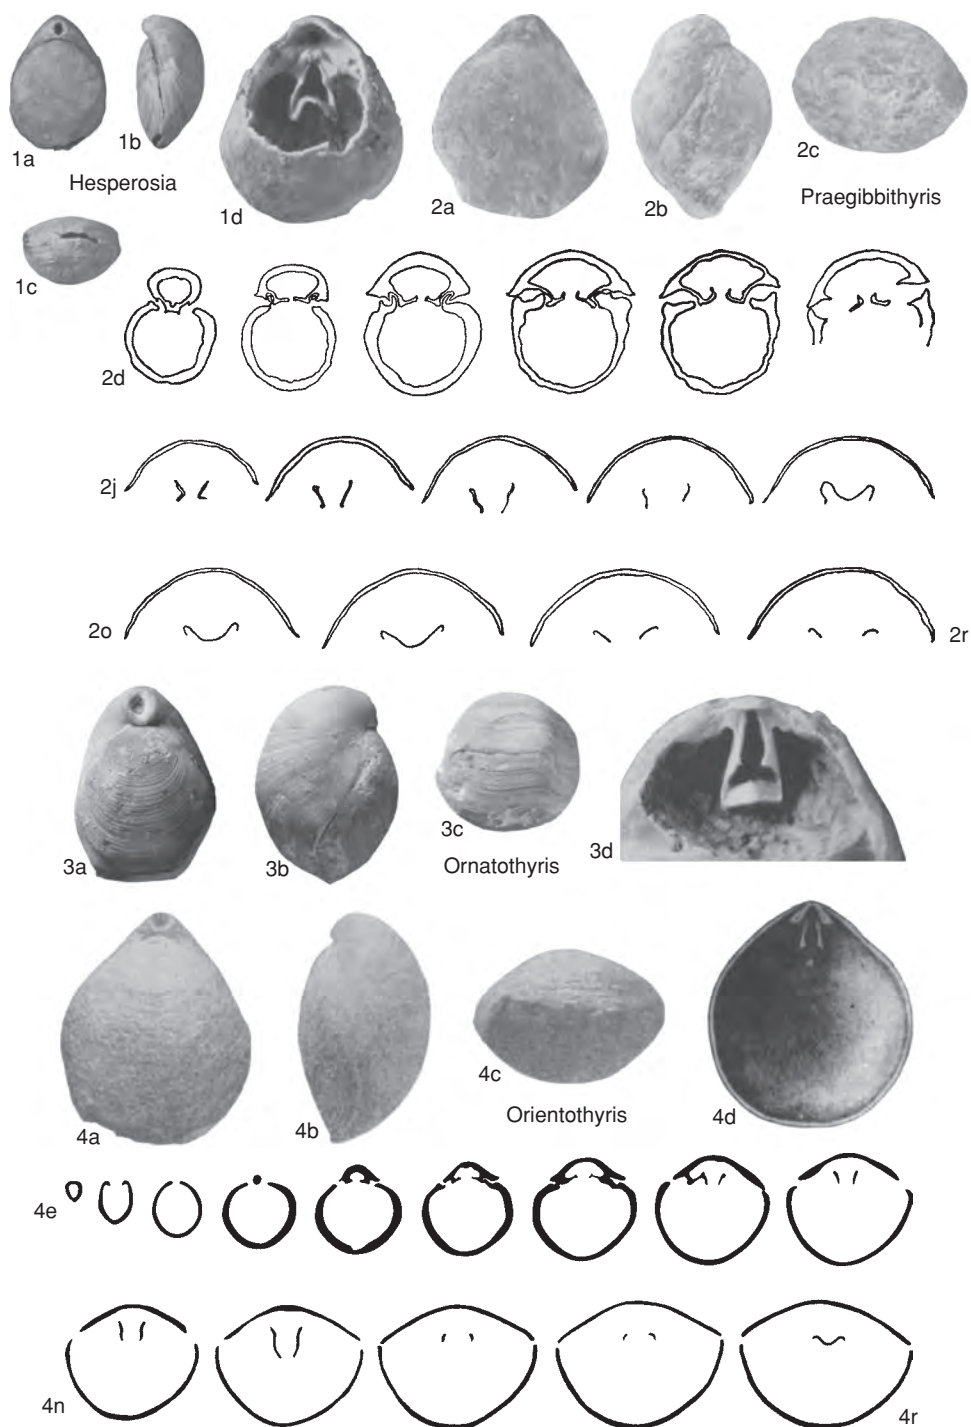 1a
1b
Hesperosia
1c
1d
2a
2b
2c
Praegibbithyris
2d
2j
2o
2r
3a
3b
3c
Ornatothyris
3d
4a
4b
4c
Orientothyris
4d
4e
4n
4r